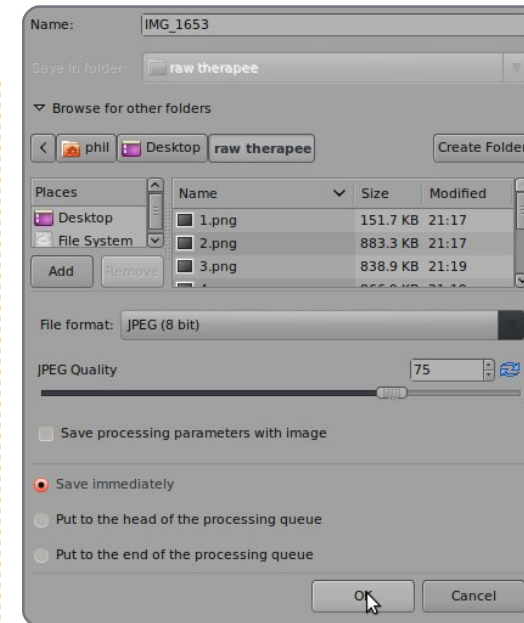 Name: IMG_1653
Save in folder: raw therapee
Browse for other folders
phil Desktop raw therapee Create Folder
Places Name Size Modified
Desktop 1.png 151.7 KB 21:17
File System 2.png 883.3 KB 21:17
Add Remove 3.png 838.9 KB 21:19
File format: JPEG (8 bit)
JPEG Quality 75
Save processing parameters with image
Save immediately
Put to the head of the processing queue
Put to the end of the processing queue
OK Cancel